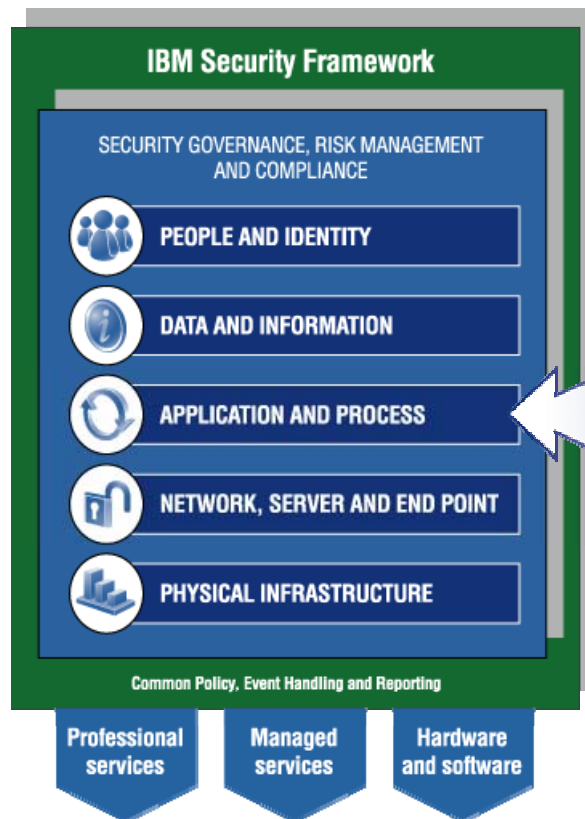 IBM Security Framework
SECURITY GOVERNANCE, RISK MANAGEMENT
AND COMPLIANCE
PEOPLE AND IDENTITY
DATA AND INFORMATION
APPLICATION AND PROCESS
NETWORK, SERVER AND END POINT
PHYSICAL INFRASTRUCTURE
Common Policy, Event Handling and Reporting
Professional
services
Managed
services
Hardware
and software